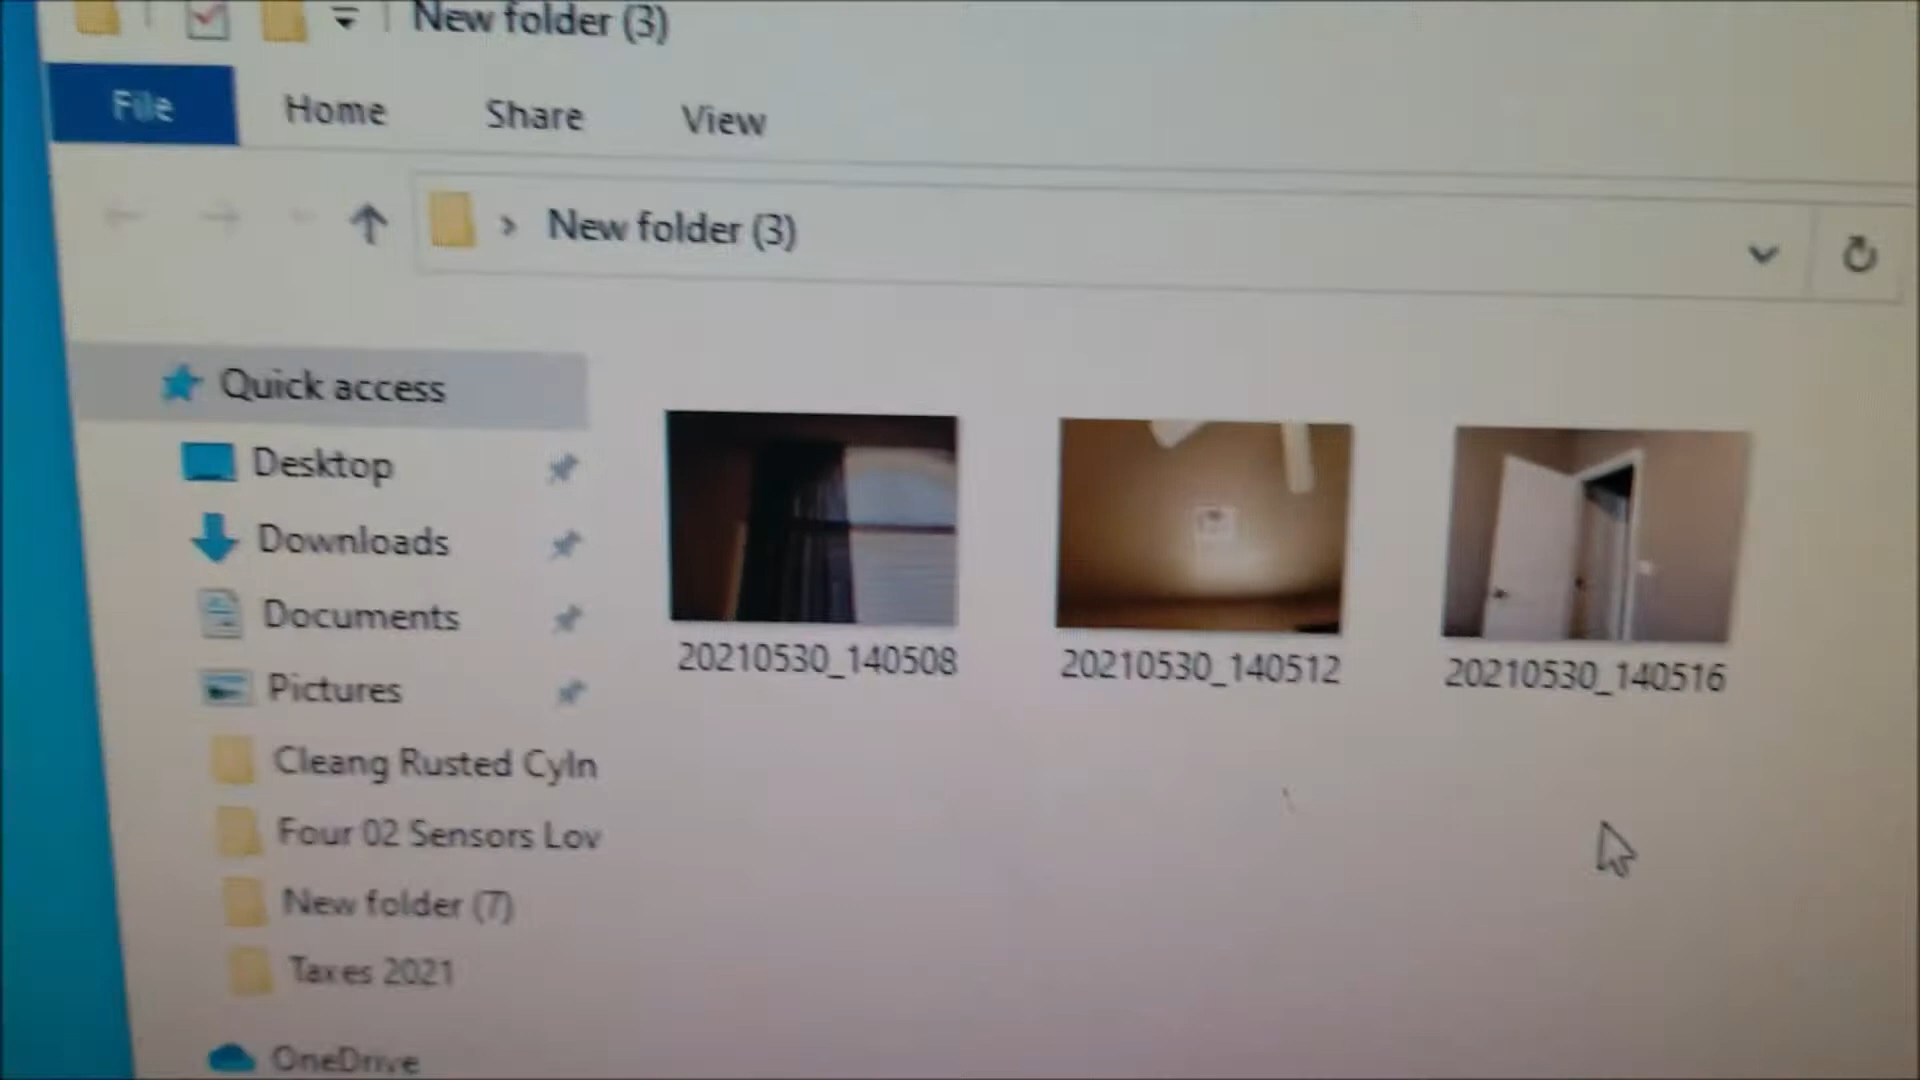 New folder (3)
File Home Share View
New folder (3)
Quick access
Desktop
Downloads
Documents
Pictures
Cleang Rusted Cyln
Four 02 Sensors Lov
New folder (7)
Taxes 2021
OneDrive
20210530_140508 20210530_140512 20210530_140516